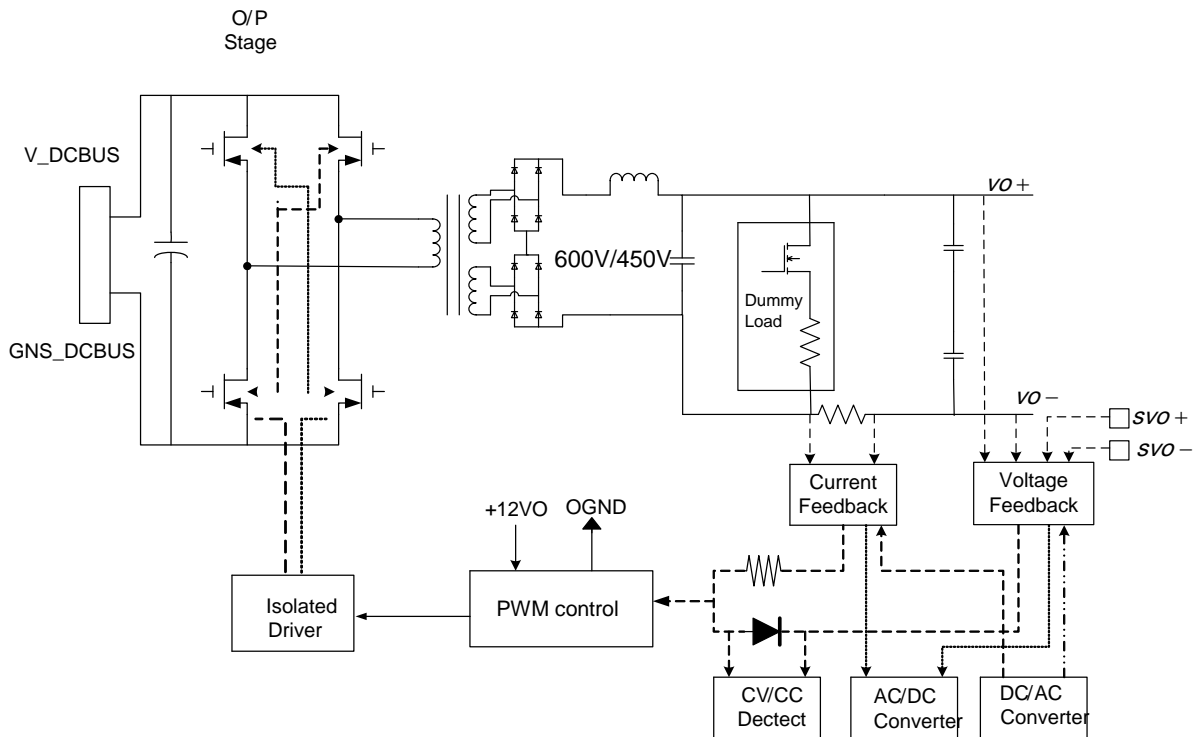 O/P
Stage
V_DCBUS
GNS_DCBUS
600V/450V
Dummy
Load
vo+
vo−
svo+
svo−
Current
Feedback
Voltage
Feedback
+12VO
OGND
Isolated
Driver
PWM control
CV/CC
Dectect
AC/DC
Converter
DC/AC
Converter